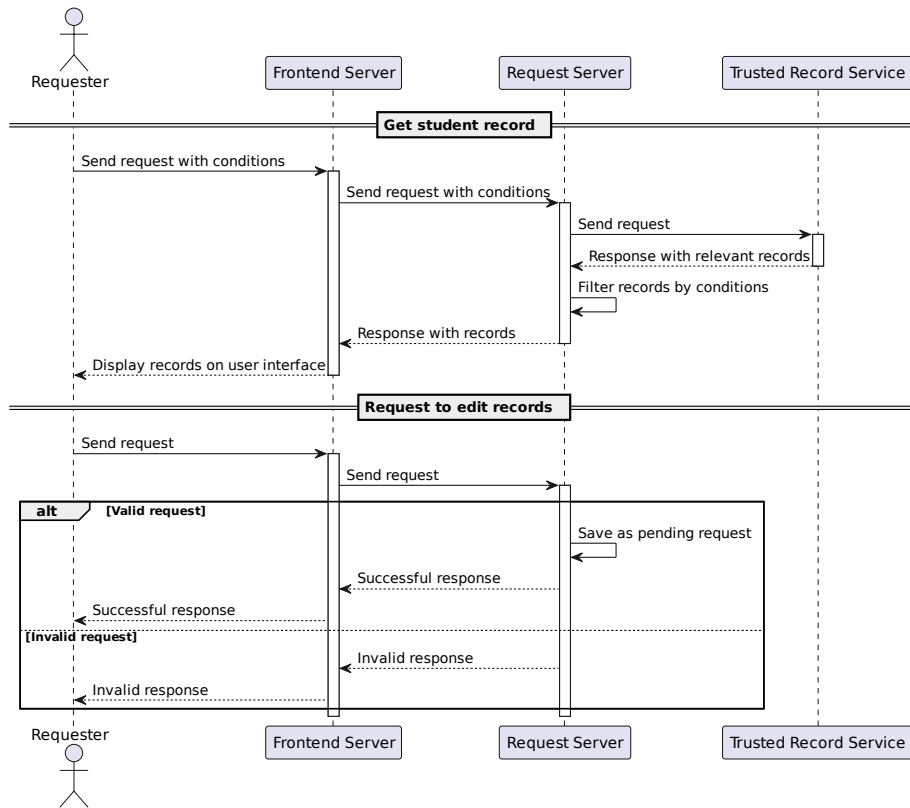 Requester
Frontend Server
Request Server
Trusted Record Service
Get student record
Send request with conditions
Send request with conditions
Send request
Response with relevant records
Filter records by conditions
Response with records
Display records on user interface
Request to edit records
Send request
Send request
alt
[Valid request]
Save as pending request
Successful response
Successful response
[Invalid request]
Invalid response
Invalid response
Requester
Frontend Server
Request Server
Trusted Record Service